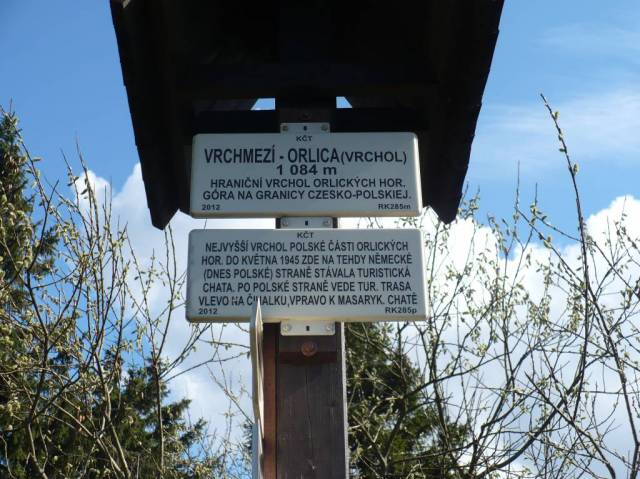 KČT
VRCHMEZÍ - ORLICA (VRCHOL)
1 084 m
HRANIČNÍ VRCHOL ORLICKÝCH HOR.
GÓRA NA GRANICY CZESKO-POLSKIEJ.
2012 RK285m
KČT
NEJVYŠŠÍ VRCHOL POLSKÉ ČÁSTI ORLICKÝCH
HOR. DO KVĚTNA 1945 ZDE NA TEHDY NĚMECKÉ
(DNES POLSKÉ) STRANĚ STÁVALA TURISTICKÁ
CHATA. PO POLSKÉ STRANĚ VEDE TUR. TRASA
VLEVO NA ČIHALKU, VPRAVO K MASARYK. CHATĚ
2012 RK285p